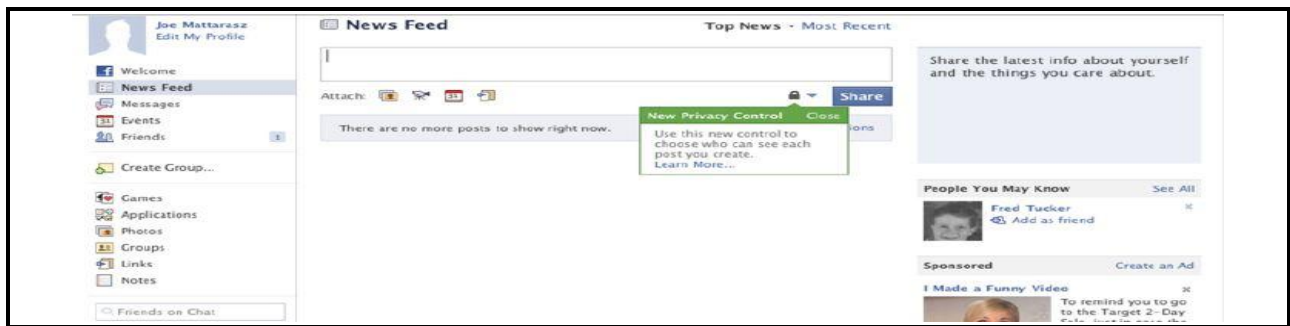 Joe Mattarasz
Edit My Profile
Welcome
News Feed
Messages
31 Events
Friends 1
Create Group...
Games
Applications
Photos
Groups
Links
Notes
Friends on Chat
News Feed
Top News · Most Recent
Attach:
31
Share
There are no more posts to show right now.
ions
New Privacy Control Close
Use this new control to
choose who can see each
post you create.
Learn More...
Share the latest info about yourself
and the things you care about.
People You May Know See All
Fred Tucker
Add as friend
Sponsored Create an Ad
I Made a Funny Video
To remind you to go
to the Target 2-Day